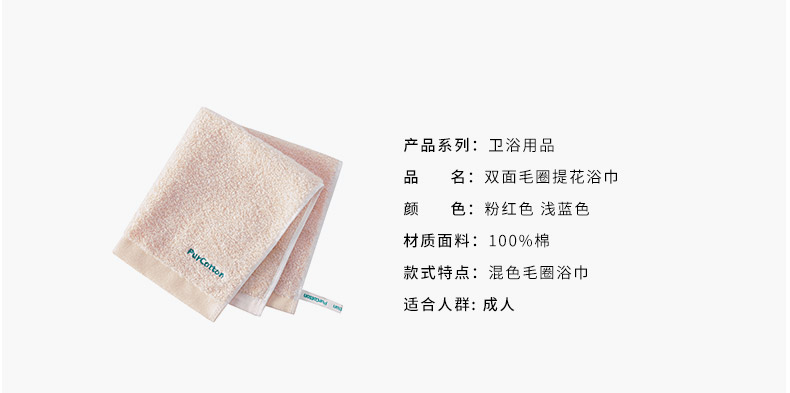 产品系列：卫浴用品
品 名：双面毛圈提花浴巾
颜 色：粉红色 浅蓝色
材质面料：100%棉
款式特点：混色毛圈浴巾
适合人群：成人
PurCotton
PurCotton